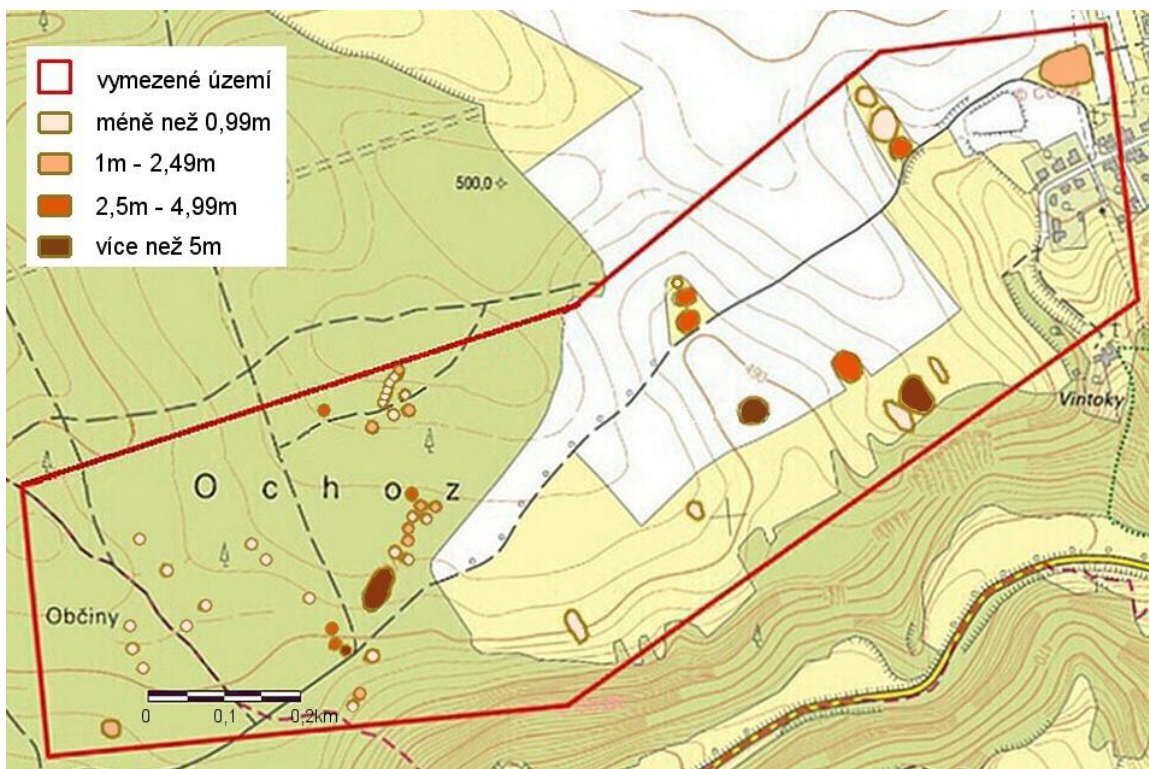 vymezené území
méně než 0,99m
1m - 2,49m
2,5m - 4,99m
více než 5m
500,0
490
Vintoky
Ochoz
Občiny
0 0,1 0,2km